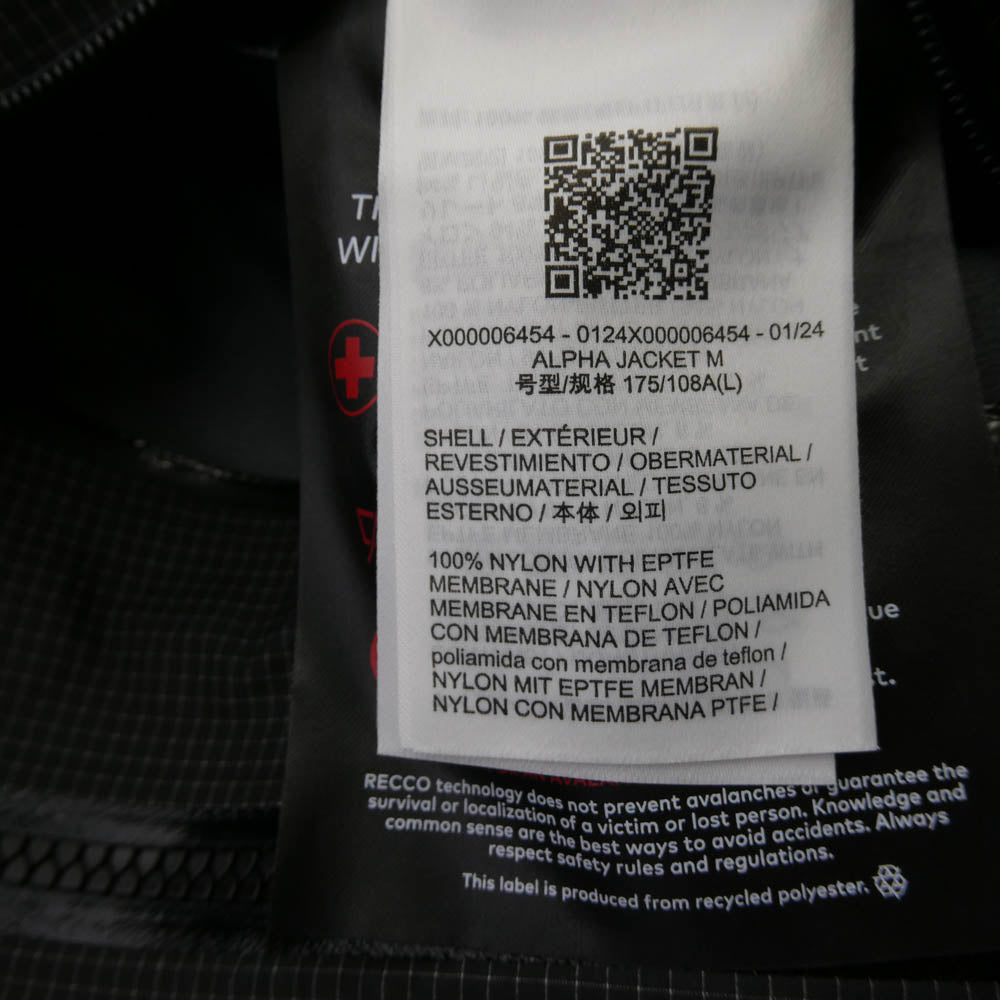 X000006454 - 0124X000006454 - 01/24
ALPHA JACKET M
号型/规格 175/108A(L)
SHELL / EXTÉRIEUR /
REVESTIMIENTO / OBERMATERIAL /
AUSSEUMATERIAL / TESSUTO
ESTERNO / 本体 / 외피
100% NYLON WITH EPTFE
MEMBRANE / NYLON AVEC
MEMBRANE EN TEFLON / POLIAMIDA
CON MEMBRANA DE TEFLON /
poliamida con membrana de teflon /
NYLON MIT EPTFE MEMBRAN /
NYLON CON MEMBRANA PTFE /
RECCO technology does not prevent avalanches or guarantee the
survival or localization of a victim or lost person. Knowledge and
common sense are the best ways to avoid accidents. Always
respect safety rules and regulations.
This label is produced from recycled polyester.